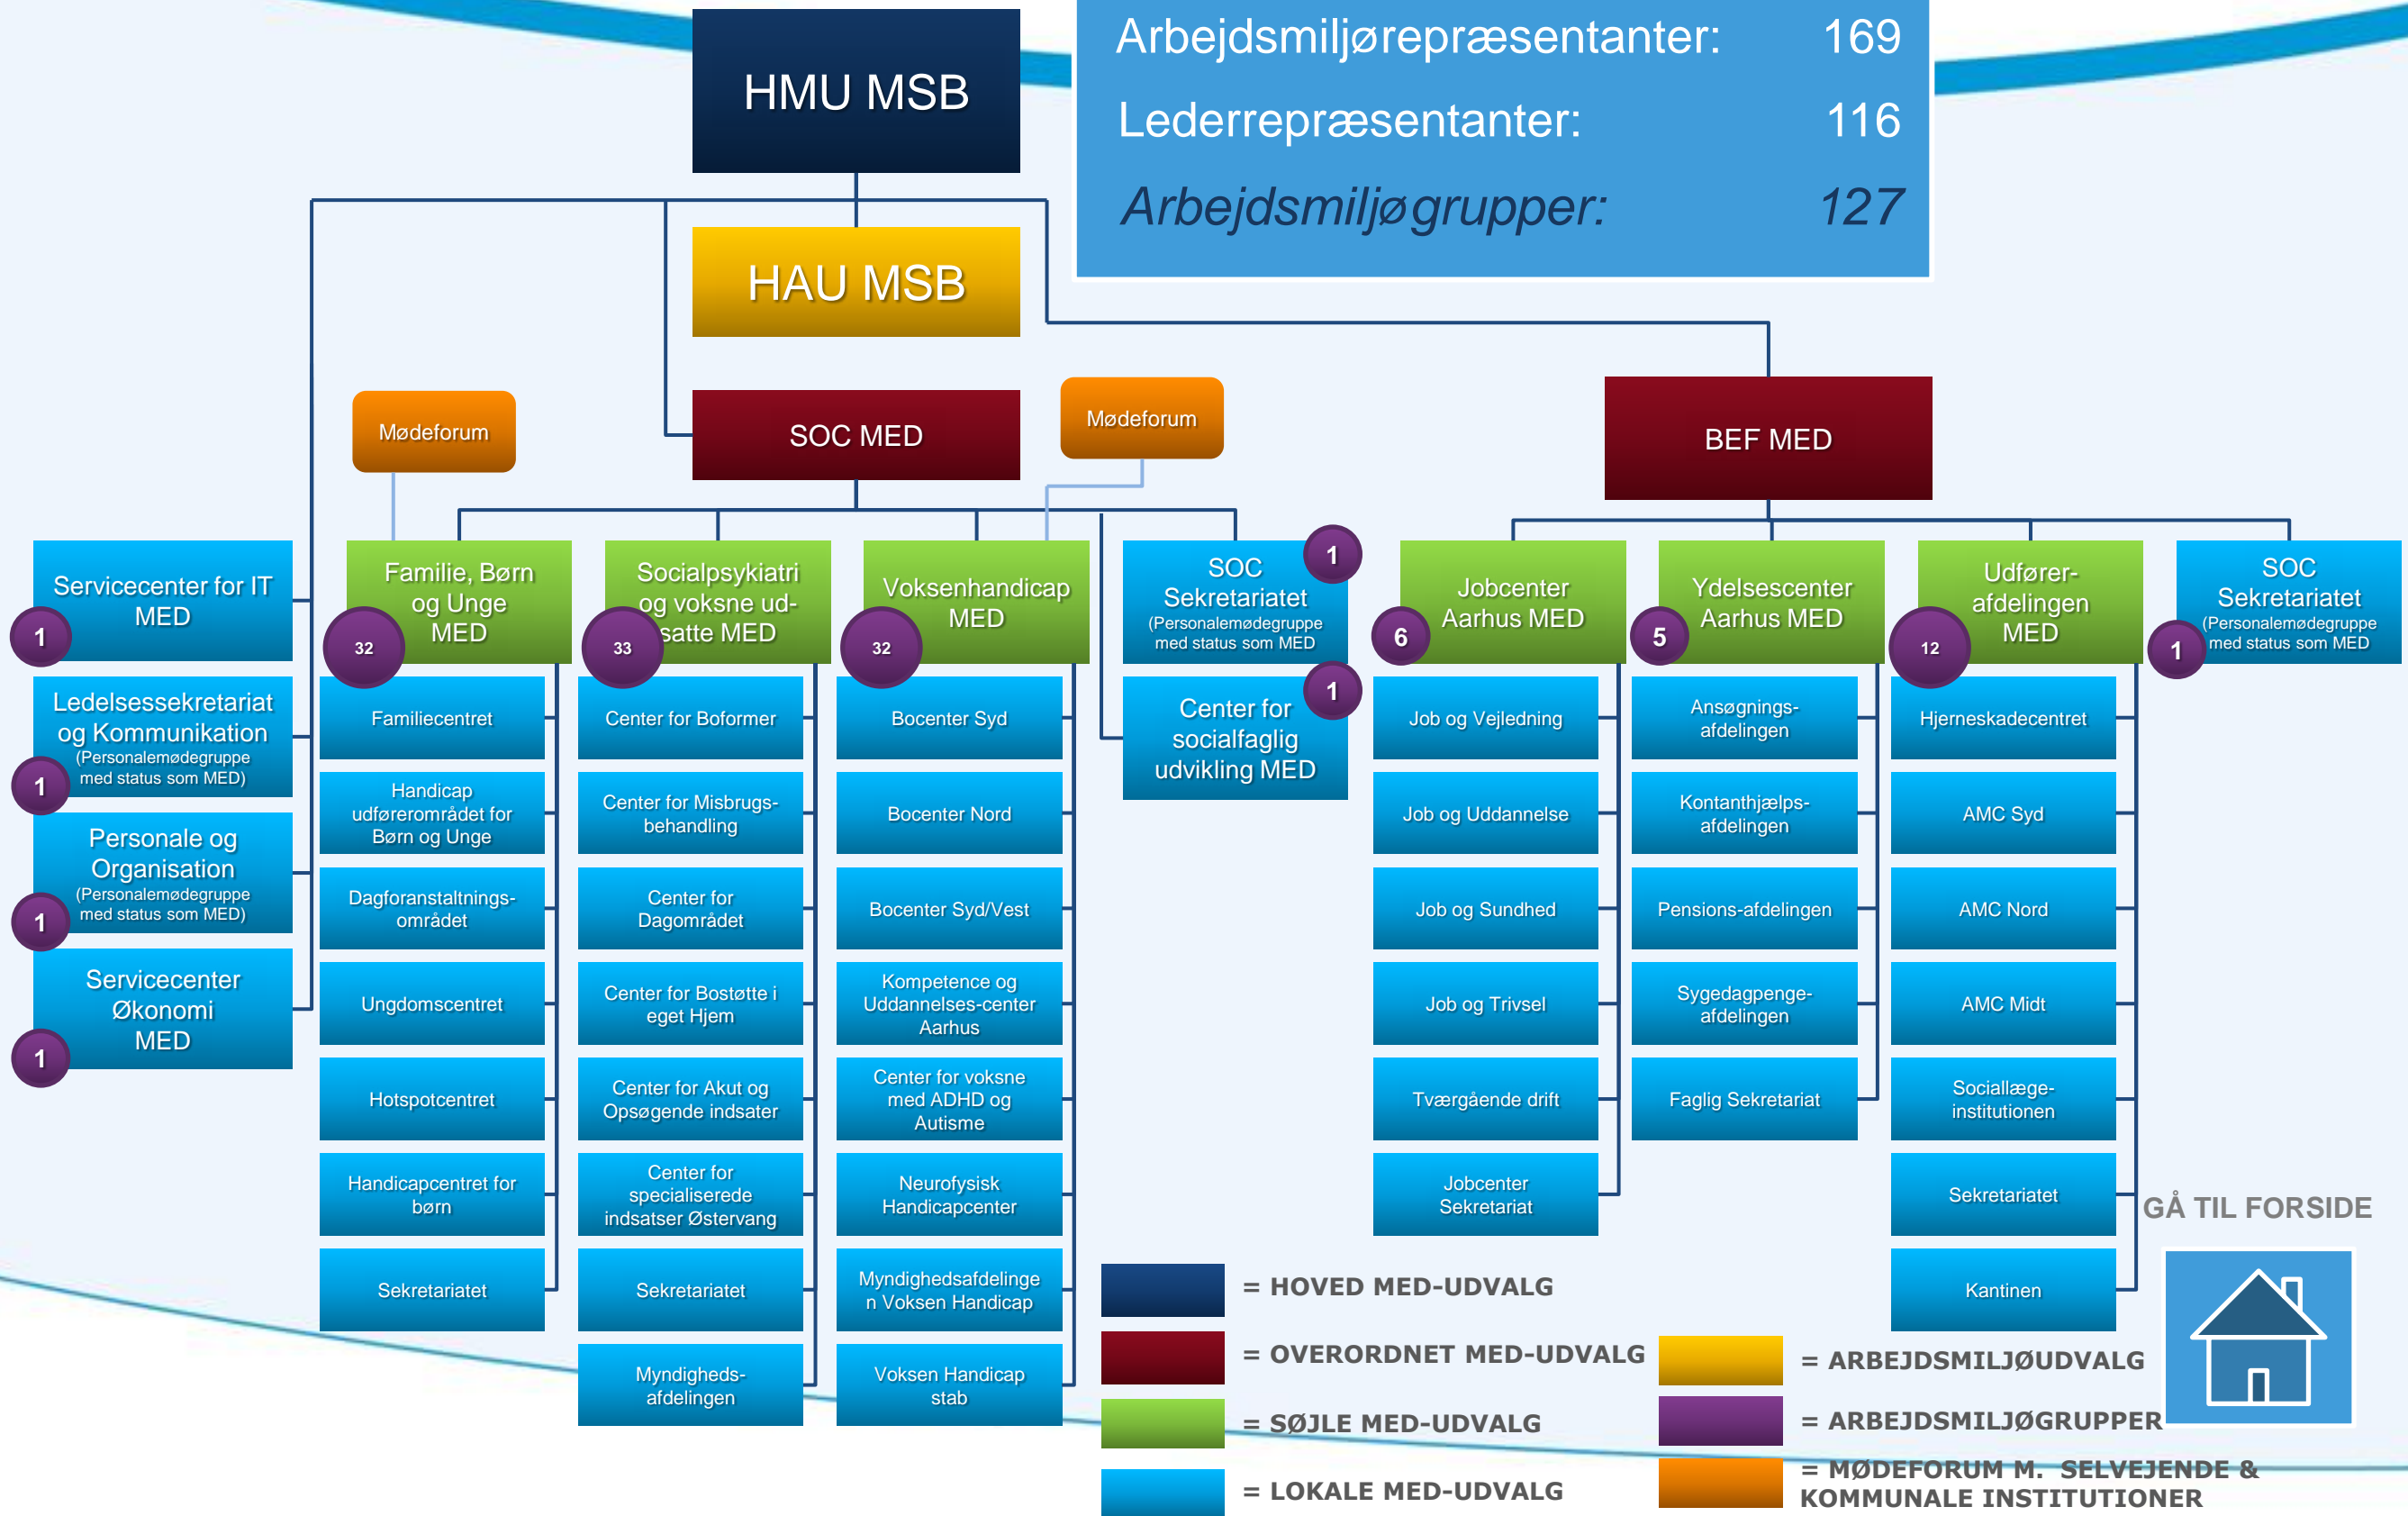 HMU MSB
Arbejdsmiljørepræsentanter: 169
Lederrepræsentanter: 116
Arbejdsmiljøgrupper: 127
HAU MSB
Mødeforum
SOC MED
Mødeforum
BEF MED
Servicecenter for IT
MED
1
Ledelsessekretariat
og Kommunikation
(Personalemødegruppe
med status som MED)
1
Personale og
Organisation
(Personalemødegruppe
med status som MED)
1
Servicecenter
Økonomi
MED
1
Familie, Børn
og Unge
MED
32
Familiecentret
Handicap
udførerområdet for
Børn og Unge
Dagforanstaltnings-
området
Ungdomscentret
Hotspotcentret
Handicapcentret for
børn
Sekretariatet
Socialpsykiatri
og voksne ud-
satte MED
33
Center for Boformer
Center for Misbrugs-
behandling
Center for
Dagområdet
Center for Bostøtte i
eget Hjem
Center for Akut og
Opsøgende indsater
Center for
specialiserede
indsatser Østervang
Sekretariatet
Myndigheds-
afdelingen
Voksenhandicap
MED
32
Bocenter Syd
Bocenter Nord
Bocenter Syd/Vest
Kompetence og
Uddannelses-center
Aarhus
Center for voksne
med ADHD og
Autisme
Neurofysisk
Handicapcenter
Myndighedsafdelinge
n Voksen Handicap
Voksen Handicap
stab
SOC
Sekretariatet
(Personalemødegruppe
med status som MED
1
Center for
socialfaglig
udvikling MED
1
Jobcenter
Aarhus MED
6
Job og Vejledning
Job og Uddannelse
Job og Sundhed
Job og Trivsel
Tværgående drift
Jobcenter
Sekretariat
Ydelsescenter
Aarhus MED
5
Ansøgnings-
afdelingen
Kontanthjælps-
afdelingen
Pensions-afdelingen
Sygedagpenge-
afdelingen
Faglig Sekretariat
Udfører-
afdelingen
MED
12
Hjerneskadecentret
AMC Syd
AMC Nord
AMC Midt
Sociallæge-
institutionen
Sekretariatet
Kantinen
SOC
Sekretariatet
(Personalemødegruppe
med status som MED
1
GÅ TIL FORSIDE
= HOVED MED-UDVALG
= OVERORDNET MED-UDVALG
= SØJLE MED-UDVALG
= LOKALE MED-UDVALG
= ARBEJDSMILJØUDVALG
= ARBEJDSMILJØGRUPPER
= MØDEFORUM M. SELVEJENDE &
KOMMUNALE INSTITUTIONER